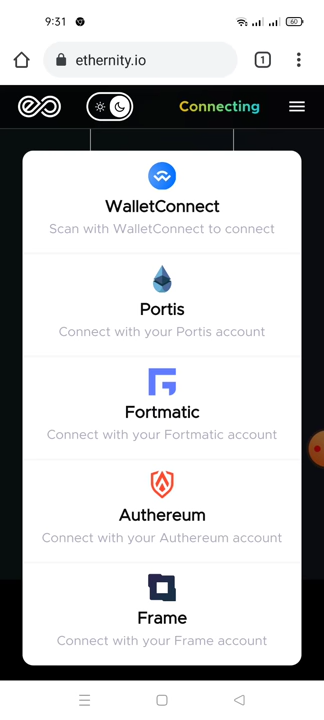 9:31
60
ethernity.io
1
Connecting
WalletConnect
Scan with WalletConnect to connect
Portis
Connect with your Portis account
Fortmatic
Connect with your Fortmatic account
Authereum
Connect with your Authereum account
Frame
Connect with your Frame account